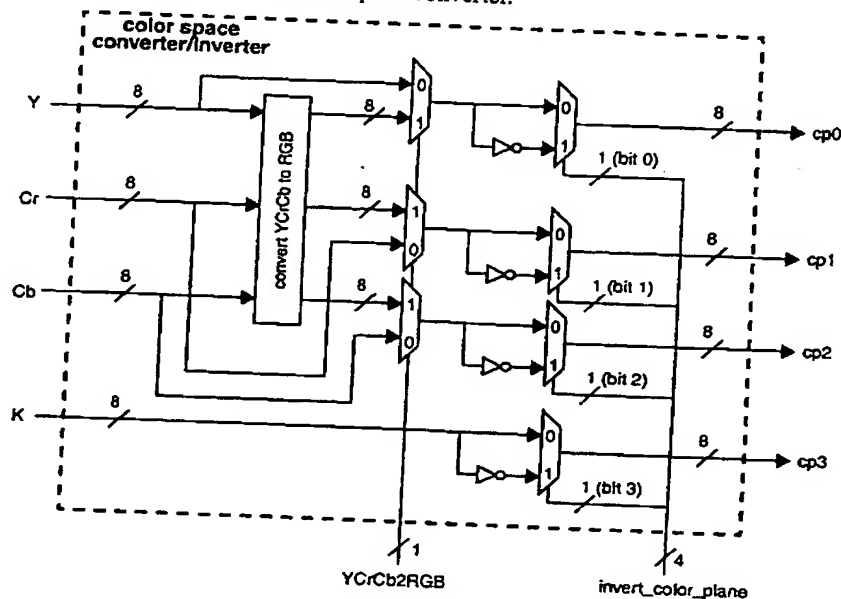 converter.
color space
converter/inverter
Y
8
8
0
1
0
1
8
cp0
1 (bit 0)
Cr
8
convert YCrCb to RGB
8
1
0
0
1
8
cp1
1 (bit 1)
Cb
8
8
1
0
0
1
8
cp2
1 (bit 2)
K
8
0
1
8
cp3
1 (bit 3)
1
YCrCb2RGB
4
invert_color_plane